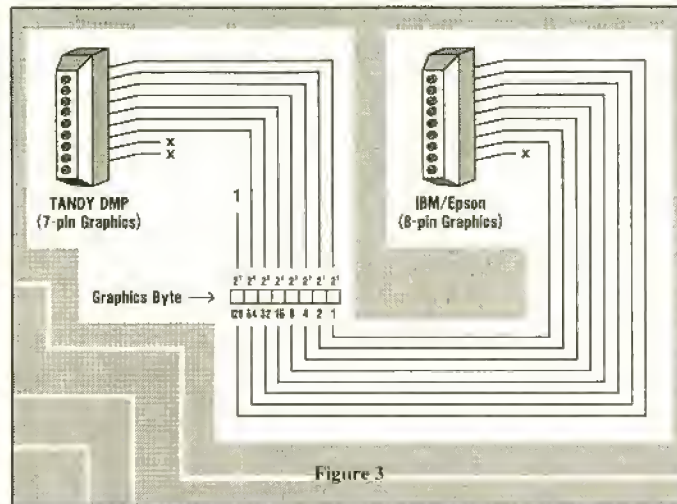 X
X
TANDY DMP
(7-pin Graphics)
X
IBM/Epson
(8-pin Graphics)
1
Graphics Byte →
128 64 32 16 8 4 2 1
Figure 3